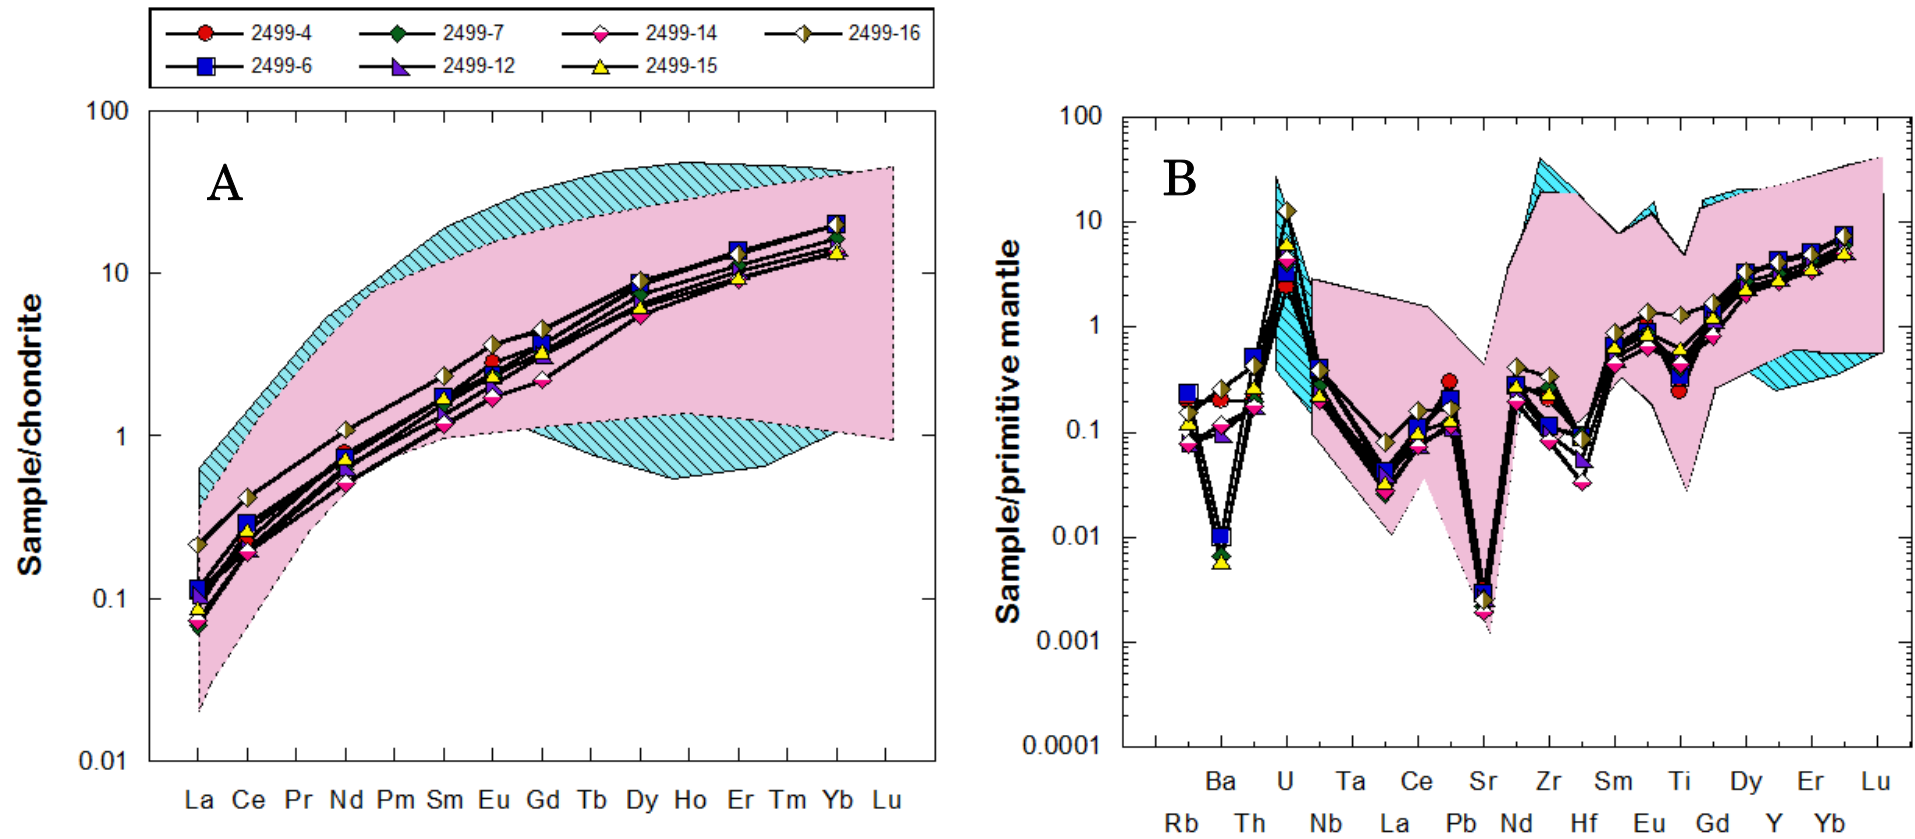 2499-4 2499-7 2499-14 2499-16
2499-6 2499-12 2499-15
A
Sample/chondrite
100
10
1
0.1
0.01
La Ce Pr Nd Pm Sm Eu Gd Tb Dy Ho Er Tm Yb Lu
B
Sample/primitive mantle
100
10
1
0.1
0.01
0.001
0.0001
Ba U Ta Ce Sr Zr Sm Ti Dy Er Lu
Rb Th Nb La Pb Nd Hf Eu Gd Y Yb